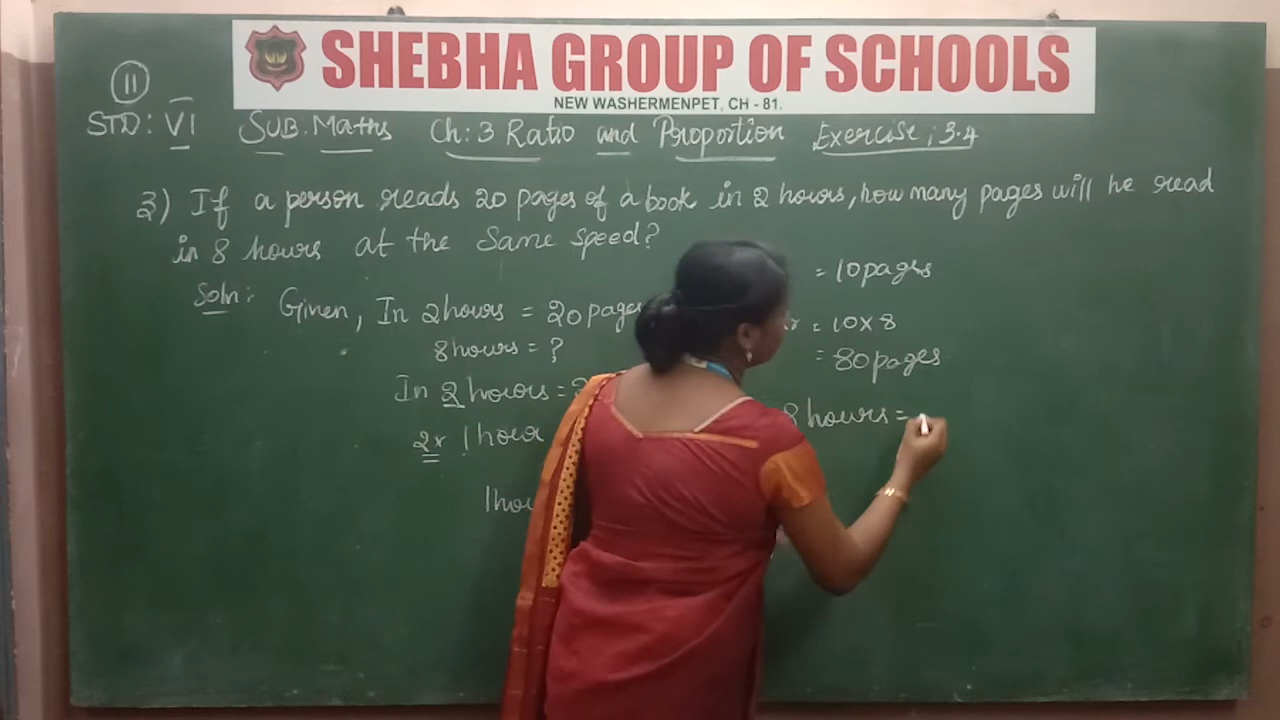 SHEBHA GROUP OF SCHOOLS
NEW WASHERMENPET, CH - 81.
11
STD: VI SUB: Maths Ch: 3 Ratio and Proportion Exercise; 3.4
3) If a person reads 20 pages of a book in 2 hours, how many pages will he read
in 8 hours at the same speed?
Soln: Given, In 2 hours = 20 pages
8 hours = ?
In 2 hours =
2 x 1 hour
= 10 pages
= 10 x 8
= 80 pages
8 hours =